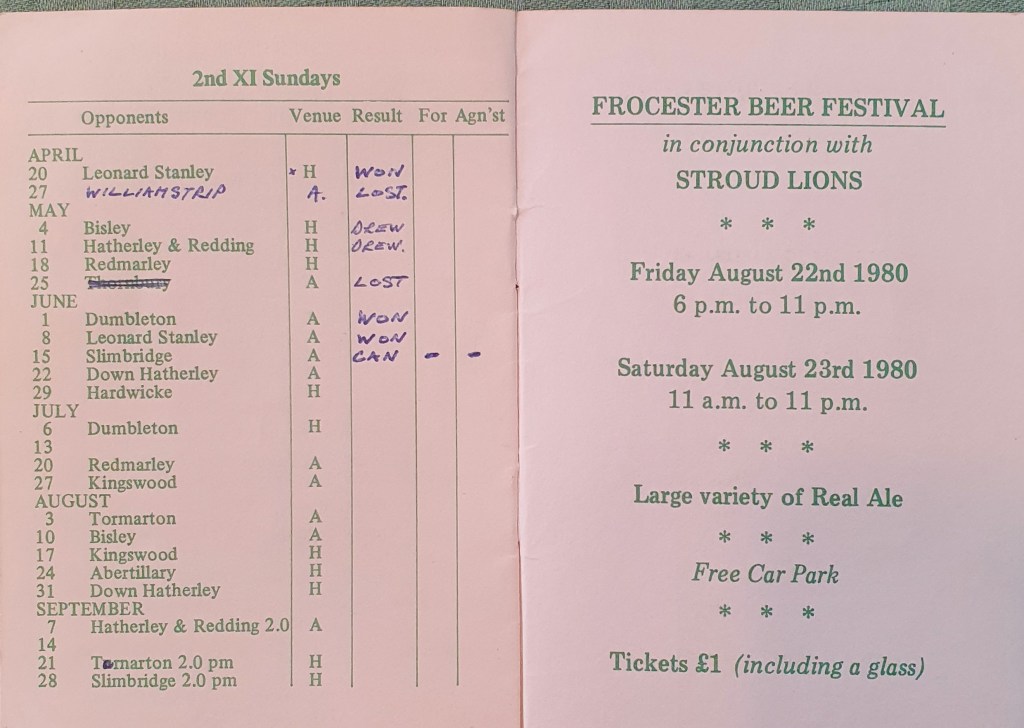 2nd XI Sundays
Opponents Venue Result For Agn'st
APRIL
20 Leonard Stanley * H WON
27 WILLIAMSTRIP A. LOST.
MAY
4 Bisley H DREW
11 Hatherley & Redding H DREW.
18 Redmarley H
25 Thornbury A LOST
JUNE
1 Dumbleton A WON
8 Leonard Stanley A WON
15 Slimbridge A CAN - -
22 Down Hatherley A
29 Hardwicke H
JULY
6 Dumbleton H
13
20 Redmarley A
27 Kingswood A
AUGUST
3 Tormarton A
10 Bisley A
17 Kingswood H
24 Abertillary H
31 Down Hatherley H
SEPTEMBER
7 Hatherley & Redding 2.0 A
14
21 Tormarton 2.0 pm H
28 Slimbridge 2.0 pm H
FROCESTER BEER FESTIVAL
in conjunction with
STROUD LIONS
* * *
Friday August 22nd 1980
6 p.m. to 11 p.m.
Saturday August 23rd 1980
11 a.m. to 11 p.m.
* * *
Large variety of Real Ale
* * *
Free Car Park
* * *
Tickets £1 (including a glass)